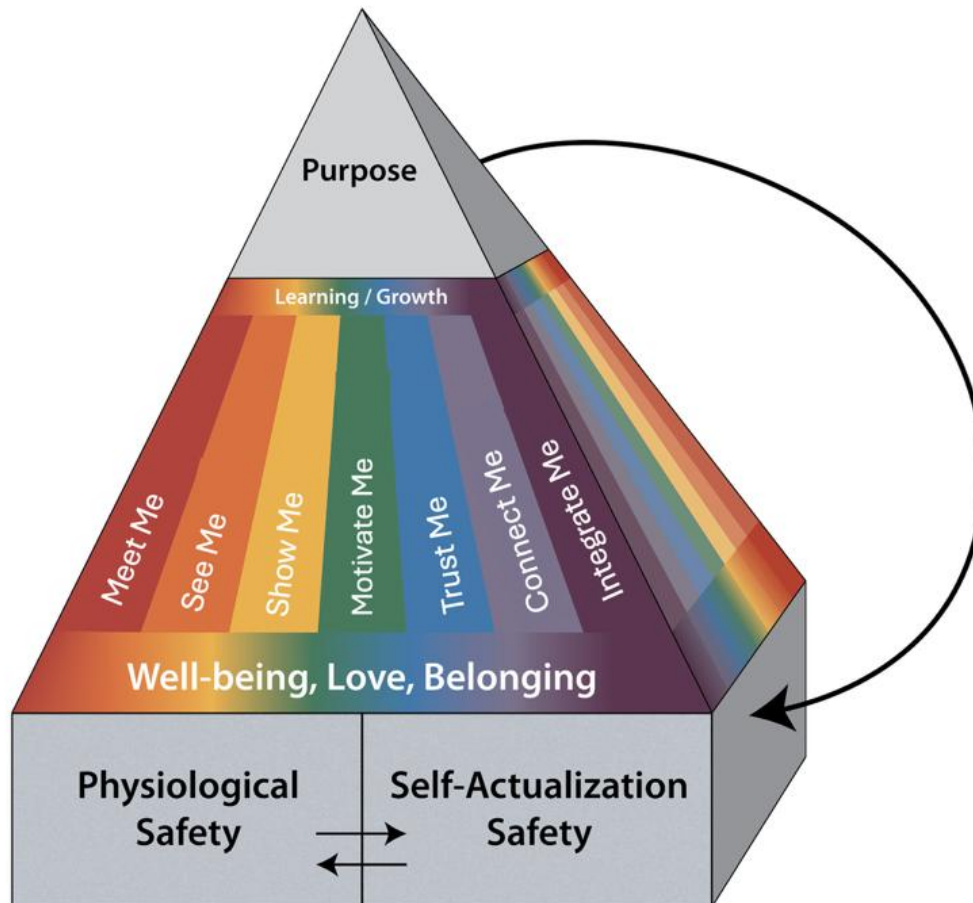 Purpose
Learning / Growth
Meet Me
See Me
Show Me
Motivate Me
Trust Me
Connect Me
Integrate Me
Well-being, Love, Belonging
Physiological
Safety
Self-Actualization
Safety